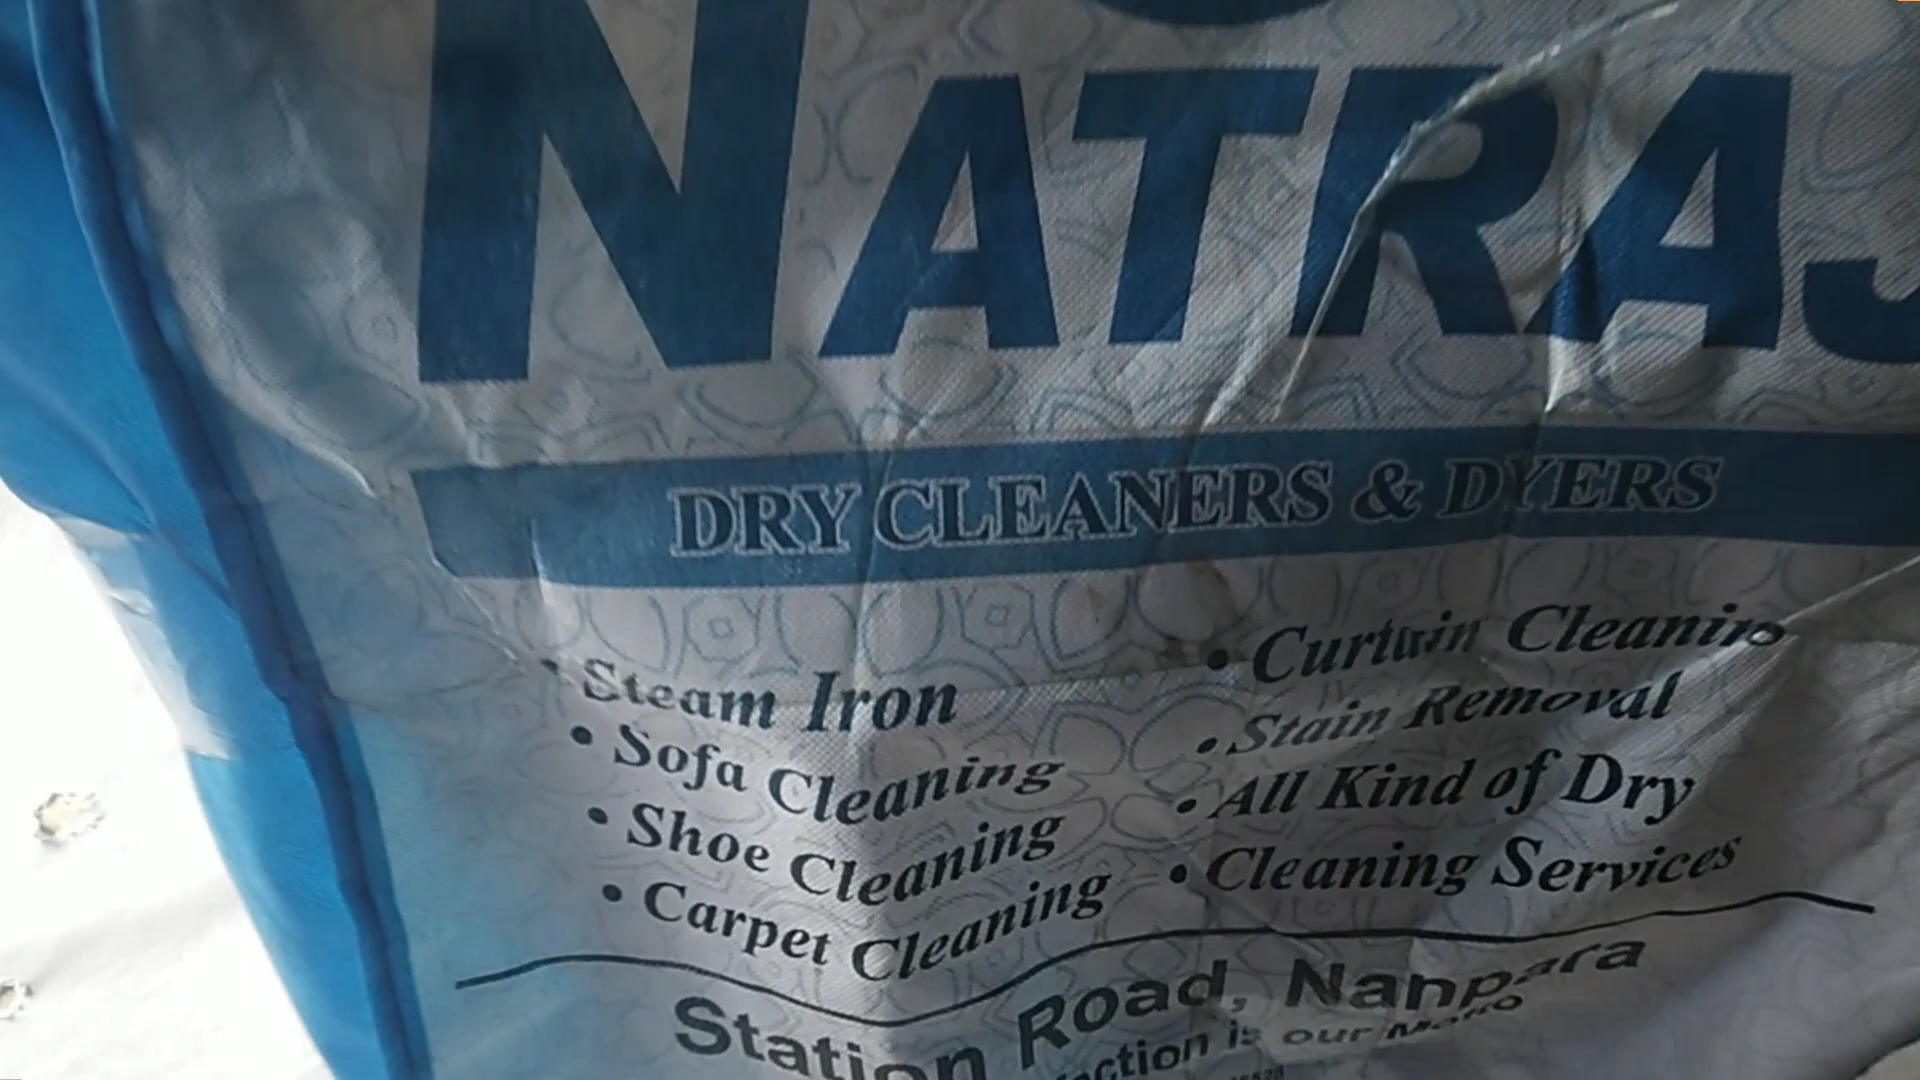 NATRAJ
DRY CLEANERS & DYERS
• Steam Iron
• Sofa Cleaning
• Shoe Cleaning
• Carpet Cleaning
• Curtain Cleaning
• Stain Removal
• All Kind of Dry
• Cleaning Services
Station Road, Nanpara
is our Motto